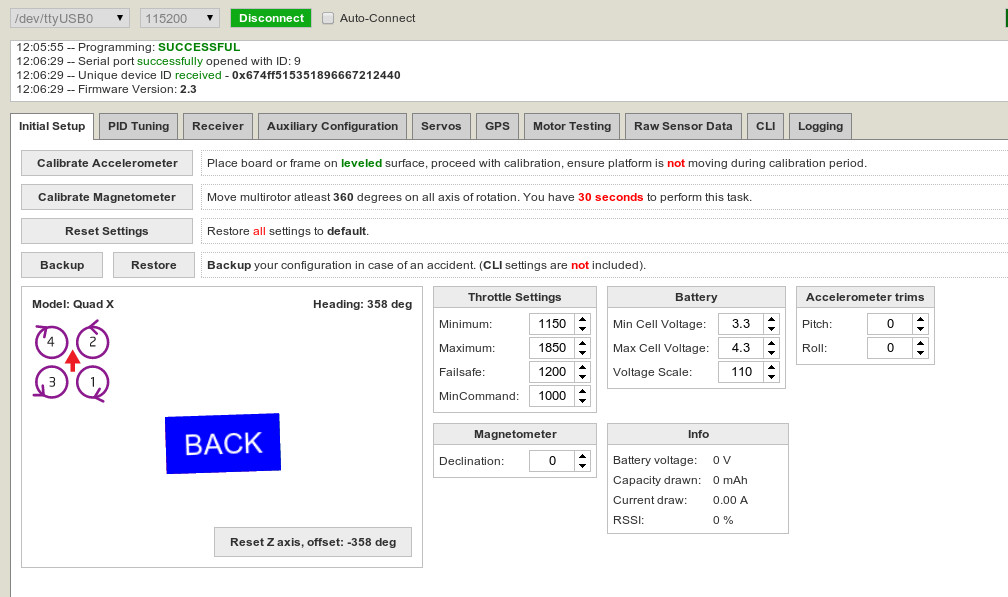 /dev/ttyUSB0 115200 Disconnect Auto-Connect
12:05:55 -- Programming: SUCCESSFUL
12:06:29 -- Serial port successfully opened with ID: 9
12:06:29 -- Unique device ID received - 0x674ff515351896667212440
12:06:29 -- Firmware Version: 2.3
Initial Setup PID Tuning Receiver Auxiliary Configuration Servos GPS Motor Testing Raw Sensor Data CLI Logging
Calibrate Accelerometer Place board or frame on leveled surface, proceed with calibration, ensure platform is not moving during calibration period.
Calibrate Magnetometer Move multirotor atleast 360 degrees on all axis of rotation. You have 30 seconds to perform this task.
Reset Settings Restore all settings to default.
Backup Restore Backup your configuration in case of an accident. (CLI settings are not included).
Model: Quad X Heading: 358 deg
4 2
3 1
BACK
Reset Z axis, offset: -358 deg
Throttle Settings
Minimum: 1150
Maximum: 1850
Failsafe: 1200
MinCommand: 1000
Battery
Min Cell Voltage: 3.3
Max Cell Voltage: 4.3
Voltage Scale: 110
Accelerometer trims
Pitch: 0
Roll: 0
Magnetometer
Declination: 0
Info
Battery voltage: 0 V
Capacity drawn: 0 mAh
Current draw: 0.00 A
RSSI: 0 %